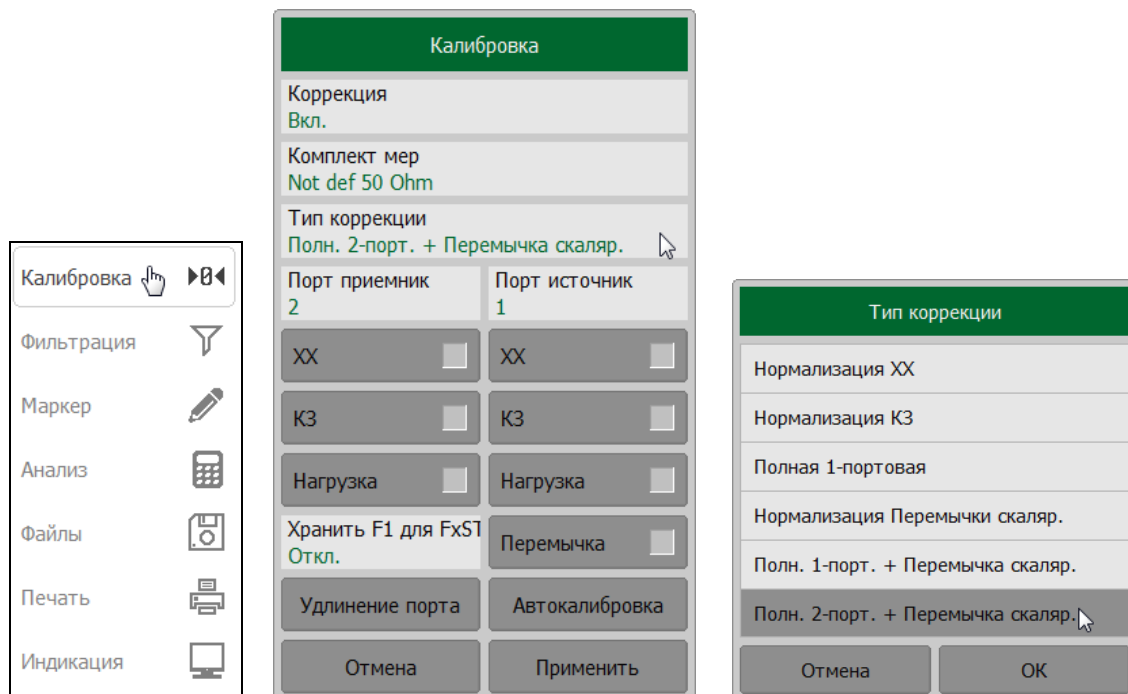 Калибровка
Фильтрация
Маркер
Анализ
Файлы
Печать
Индикация
Калибровка
Коррекция
Вкл.
Комплект мер
Not def 50 Ohm
Тип коррекции
Полн. 2-порт. + Перемычка скаляр.
Порт приемник
2
Порт источник
1
ХХ
ХХ
КЗ
КЗ
Нагрузка
Нагрузка
Хранить F1 для FxST
Откл.
Перемычка
Удлинение порта
Автокалибровка
Отмена
Применить
Тип коррекции
Нормализация ХХ
Нормализация КЗ
Полная 1-портовая
Нормализация Перемычки скаляр.
Полн. 1-порт. + Перемычка скаляр.
Полн. 2-порт. + Перемычка скаляр.
Отмена
ОК